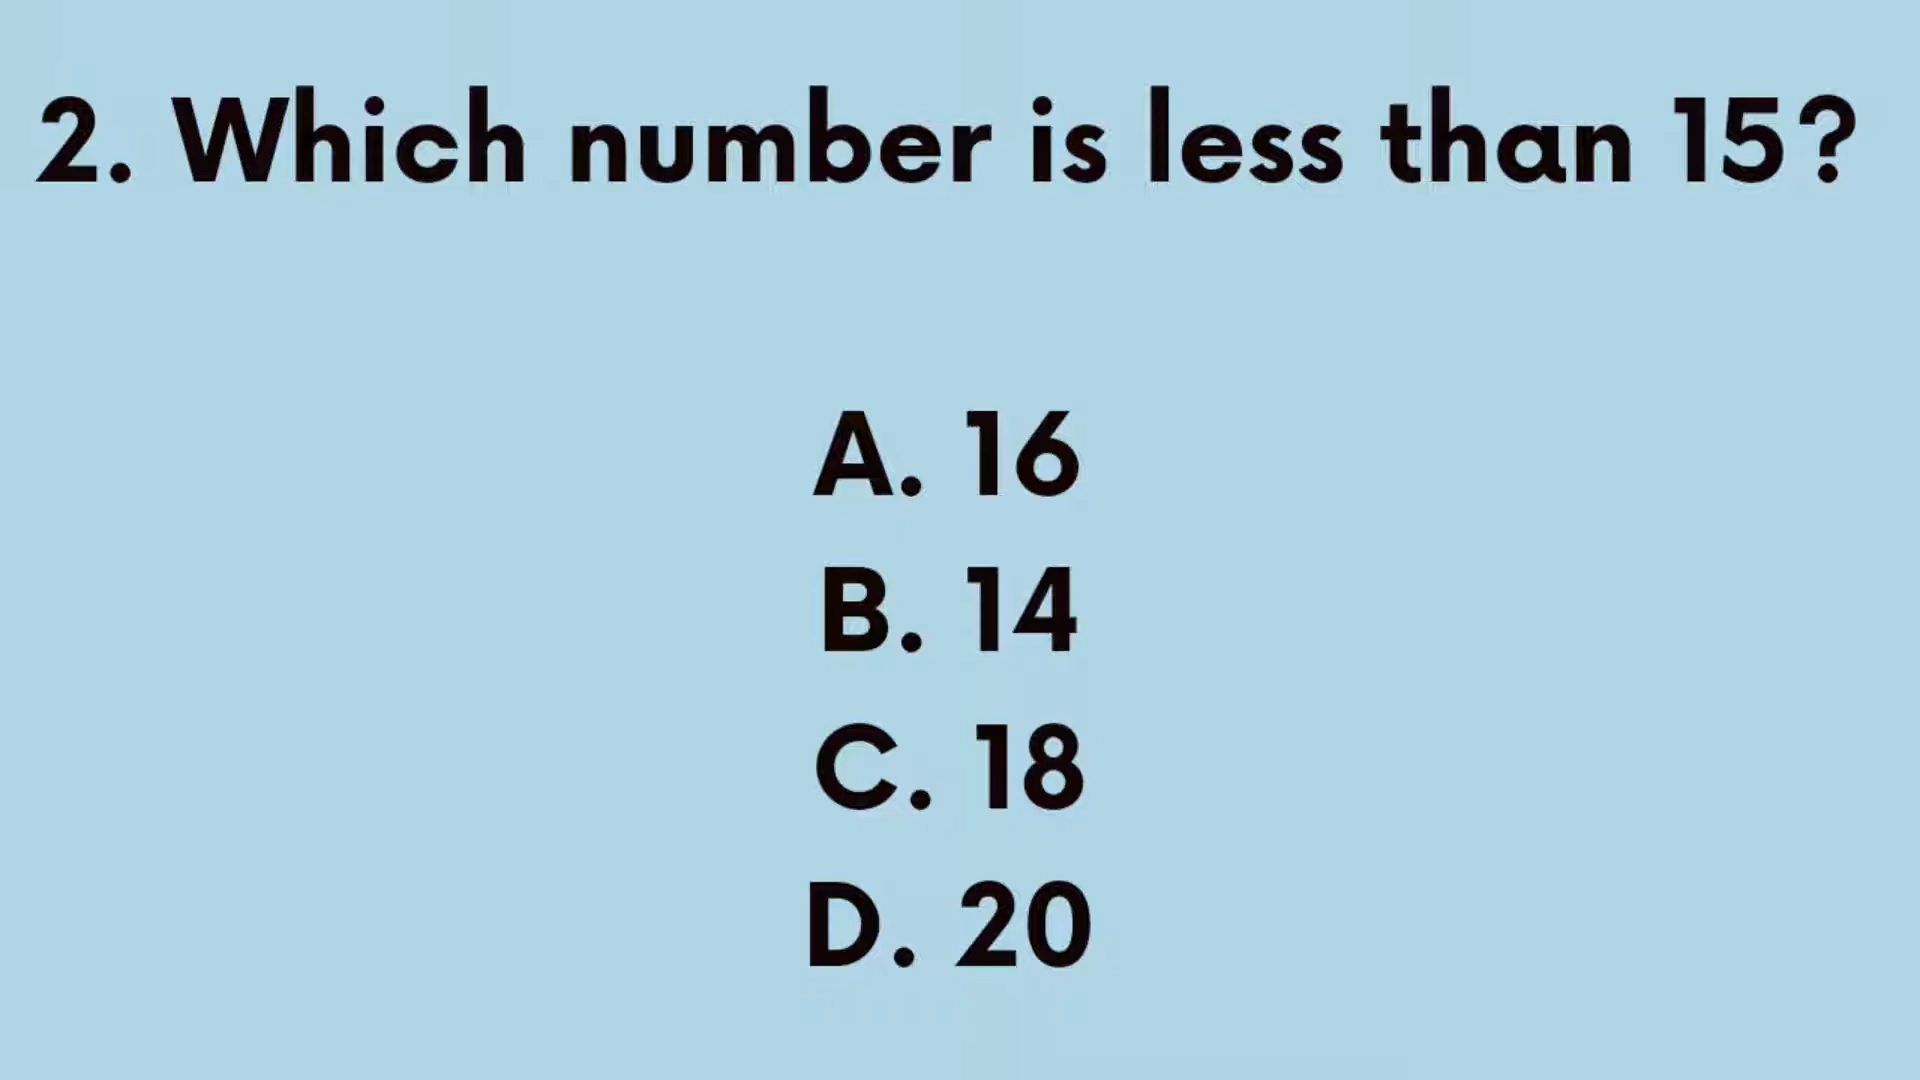 2. Which number is less than 15?
A. 16
B. 14
C. 18
D. 20